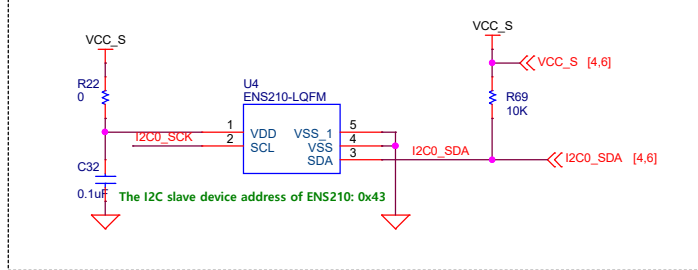 VCC_S
VCC_S
VCC_S [4,6]
R22
0
U4
ENS210-LQFM
R69
10K
I2C0_SCK
1
VDD
VSS_1
5
2
SCL
VSS
4
SDA
3
I2C0_SDA
I2C0_SDA [4,6]
C32
0.1uF
The I2C slave device address of ENS210: 0x43